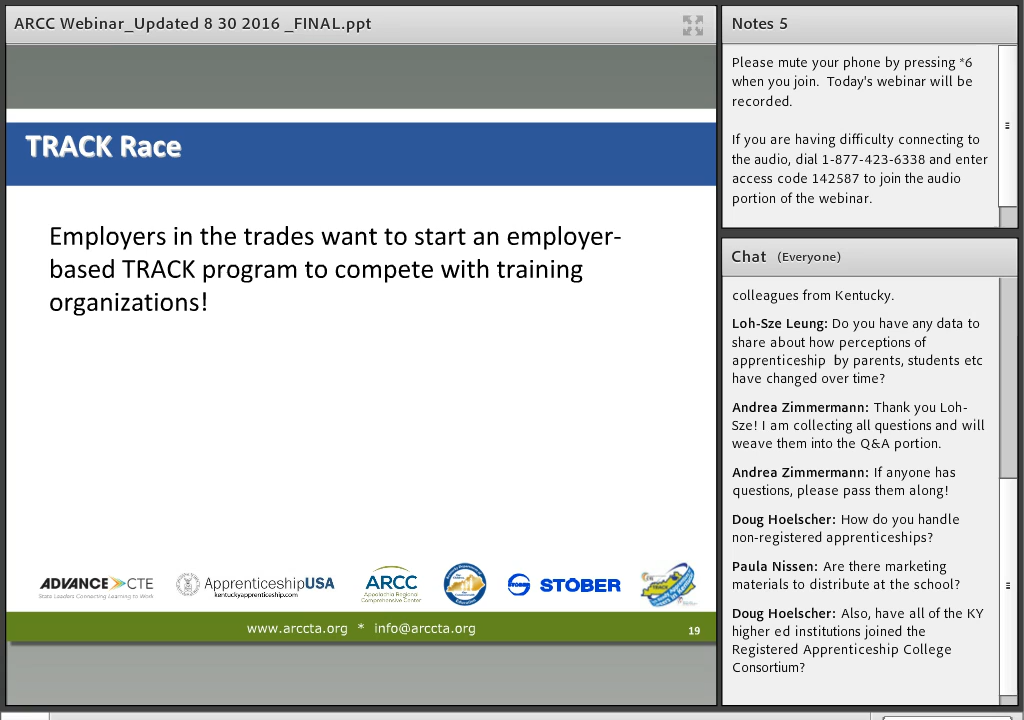 ARCC Webinar_Updated 8 30 2016 _FINAL.ppt
TRACK Race
Employers in the trades want to start an employer-
based TRACK program to compete with training
organizations!
ADVANCE CTE
State Leaders Connecting Learning to Work
ApprenticeshipUSA
kentuckyapprenticeship.com
ARCC
Appalachia Regional
Comprehensive Center
STOBER
STÖBER
www.arccta.org * info@arccta.org
19
Notes 5
Please mute your phone by pressing *6
when you join. Today's webinar will be
recorded.
If you are having difficulty connecting to
the audio, dial 1-877-423-6338 and enter
access code 142587 to join the audio
portion of the webinar.
Chat (Everyone)
colleagues from Kentucky.
Loh-Sze Leung: Do you have any data to
share about how perceptions of
apprenticeship by parents, students etc
have changed over time?
Andrea Zimmermann: Thank you Loh-
Sze! I am collecting all questions and will
weave them into the Q&A portion.
Andrea Zimmermann: If anyone has
questions, please pass them along!
Doug Hoelscher: How do you handle
non-registered apprenticeships?
Paula Nissen: Are there marketing
materials to distribute at the school?
Doug Hoelscher: Also, have all of the KY
higher ed institutions joined the
Registered Apprenticeship College
Consortium?